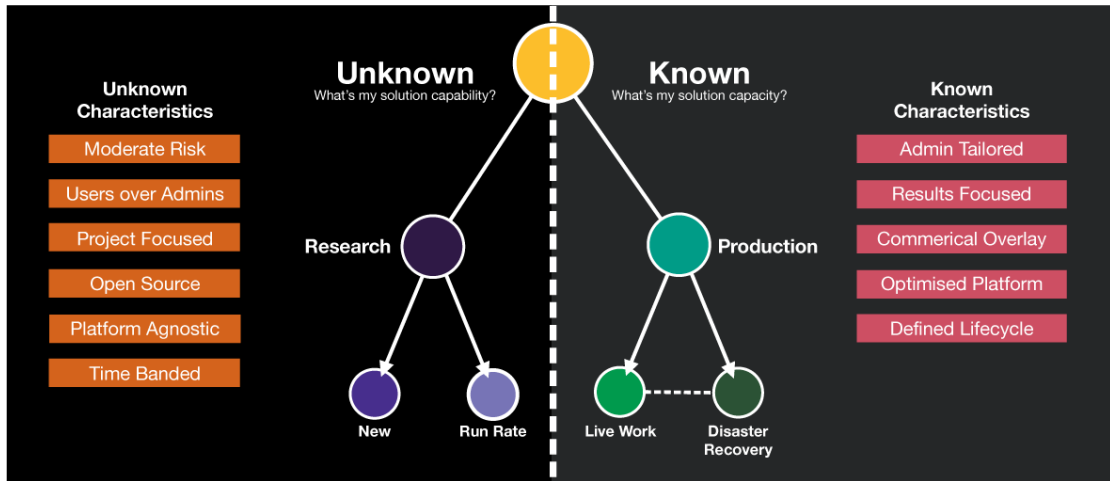 Unknown
What's my solution capability?
Known
What's my solution capacity?
Unknown
Characteristics
Moderate Risk
Users over Admins
Project Focused
Open Source
Platform Agnostic
Time Banded
Research
New
Run Rate
Production
Live Work
Disaster
Recovery
Known
Characteristics
Admin Tailored
Results Focused
Commerical Overlay
Optimised Platform
Defined Lifecycle